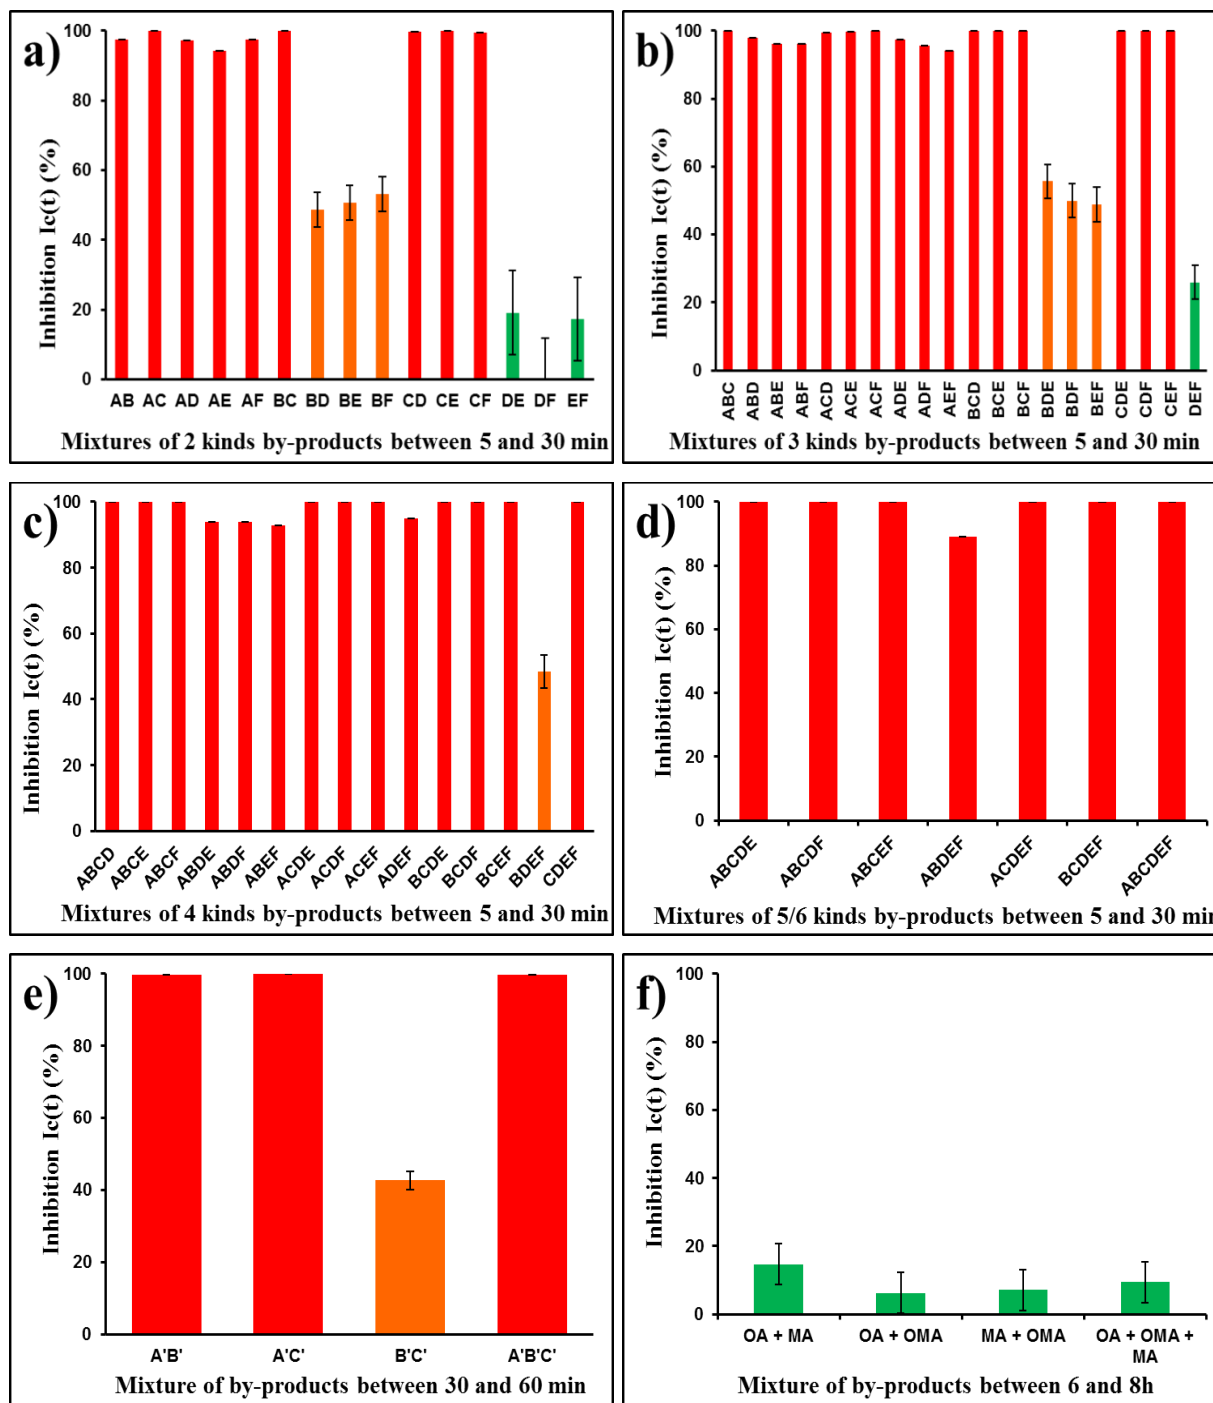 a)
Inhibition Ic(t) (%)
100
80
60
40
20
0
AB AC AD AE AF BC BD BE BF CD CE CF DE DF EF
Mixtures of 2 kinds by-products between 5 and 30 min
b)
Inhibition Ic(t) (%)
100
80
60
40
20
0
ABC ABD ABE ABF ACD ACE ACF ADE ADF AEF BCD BCE BCF BDE BDF BEF CDE CDF CEF DEF
Mixtures of 3 kinds by-products between 5 and 30 min
c)
Inhibition Ic(t) (%)
100
80
60
40
20
0
ABCD ABCE ABCF ABDE ABDF ABEF ACDE ACDF ACEF ADEF BCDE BCDF BCEF BDEF CDEF
Mixtures of 4 kinds by-products between 5 and 30 min
d)
Inhibition Ic(t) (%)
100
80
60
40
20
0
ABCDE ABCDF ABCEF ABDEF ACDEF BCDEF ABCDEF
Mixtures of 5/6 kinds by-products between 5 and 30 min
e)
Inhibition Ic(t) (%)
100
80
60
40
20
0
A'B' A'C' B'C' A'B'C'
Mixture of by-products between 30 and 60 min
f)
Inhibition Ic(t) (%)
100
80
60
40
20
0
OA + MA OA + OMA MA + OMA OA + OMA +
MA
Mixture of by-products between 6 and 8h